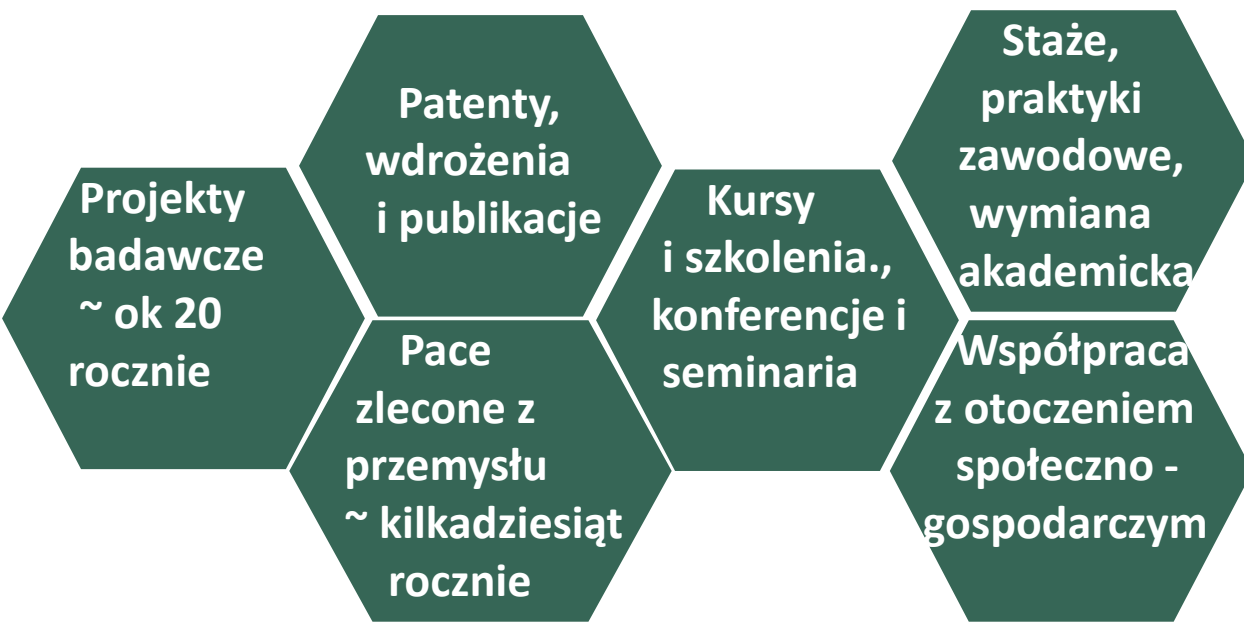 Projekty
badawcze
~ ok 20
rocznie
Patenty,
wdrożenia
i publikacje
Pace
zlecone z
przemysłu
~ kilkadziesiąt
rocznie
Kursy
i szkolenia.,
konferencje i
seminaria
Staże,
praktyki
zawodowe,
wymiana
akademicka
Współpraca
z otoczeniem
społeczno -
gospodarczym